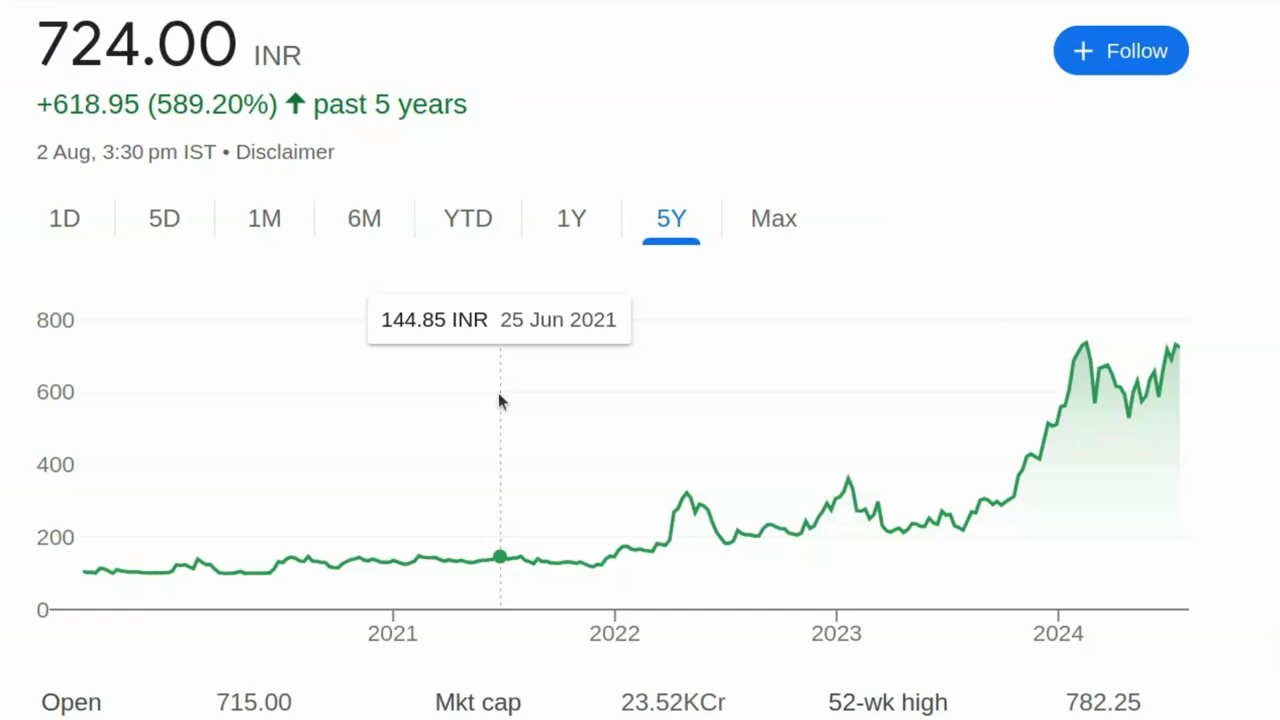 724.00 INR
+ Follow
+618.95 (589.20%) ↑ past 5 years
2 Aug, 3:30 pm IST • Disclaimer
1D 5D 1M 6M YTD 1Y 5Y Max
144.85 INR 25 Jun 2021
800
600
400
200
0
2021 2022 2023 2024
Open 715.00 Mkt cap 23.52KCr 52-wk high 782.25